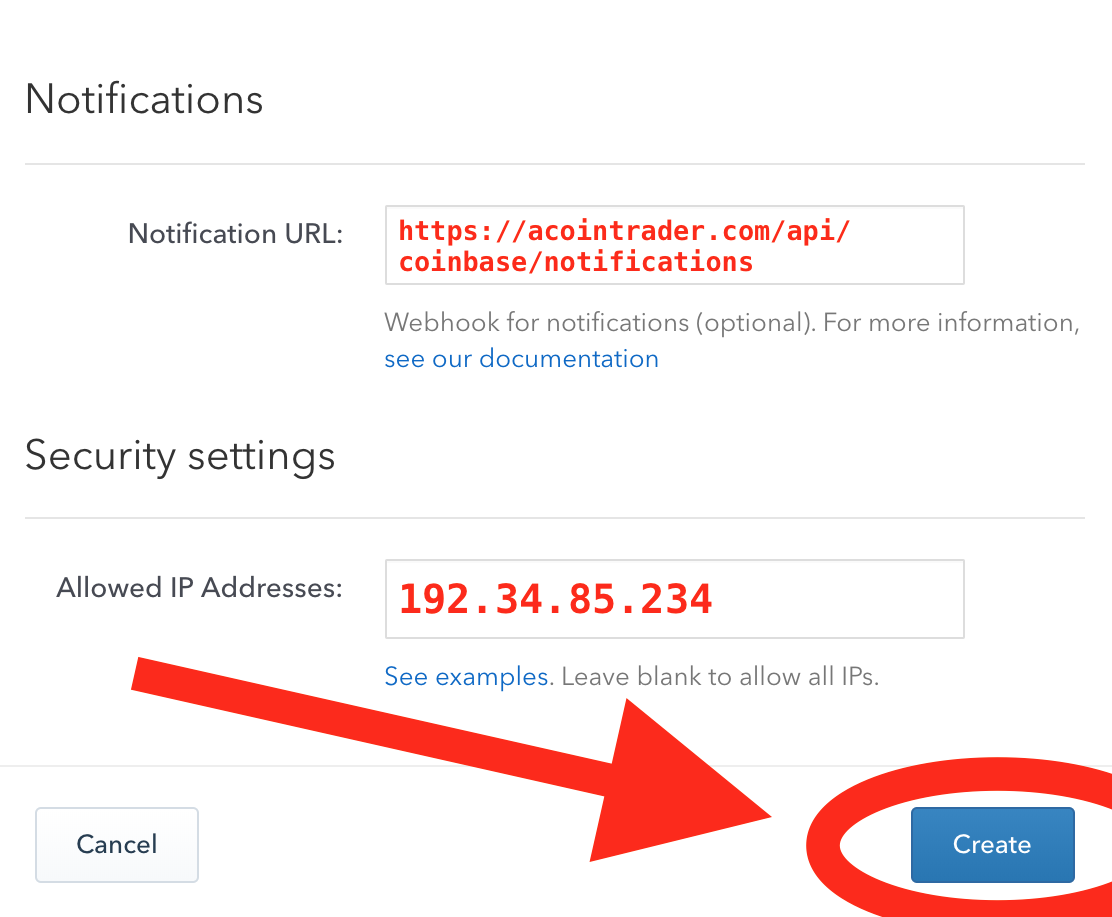 Notifications
Notification URL:
https://acointrader.com/api/
coinbase/notifications
Webhook for notifications (optional). For more information,
see our documentation
Security settings
Allowed IP Addresses:
192.34.85.234
See examples. Leave blank to allow all IPs.
Cancel
Create